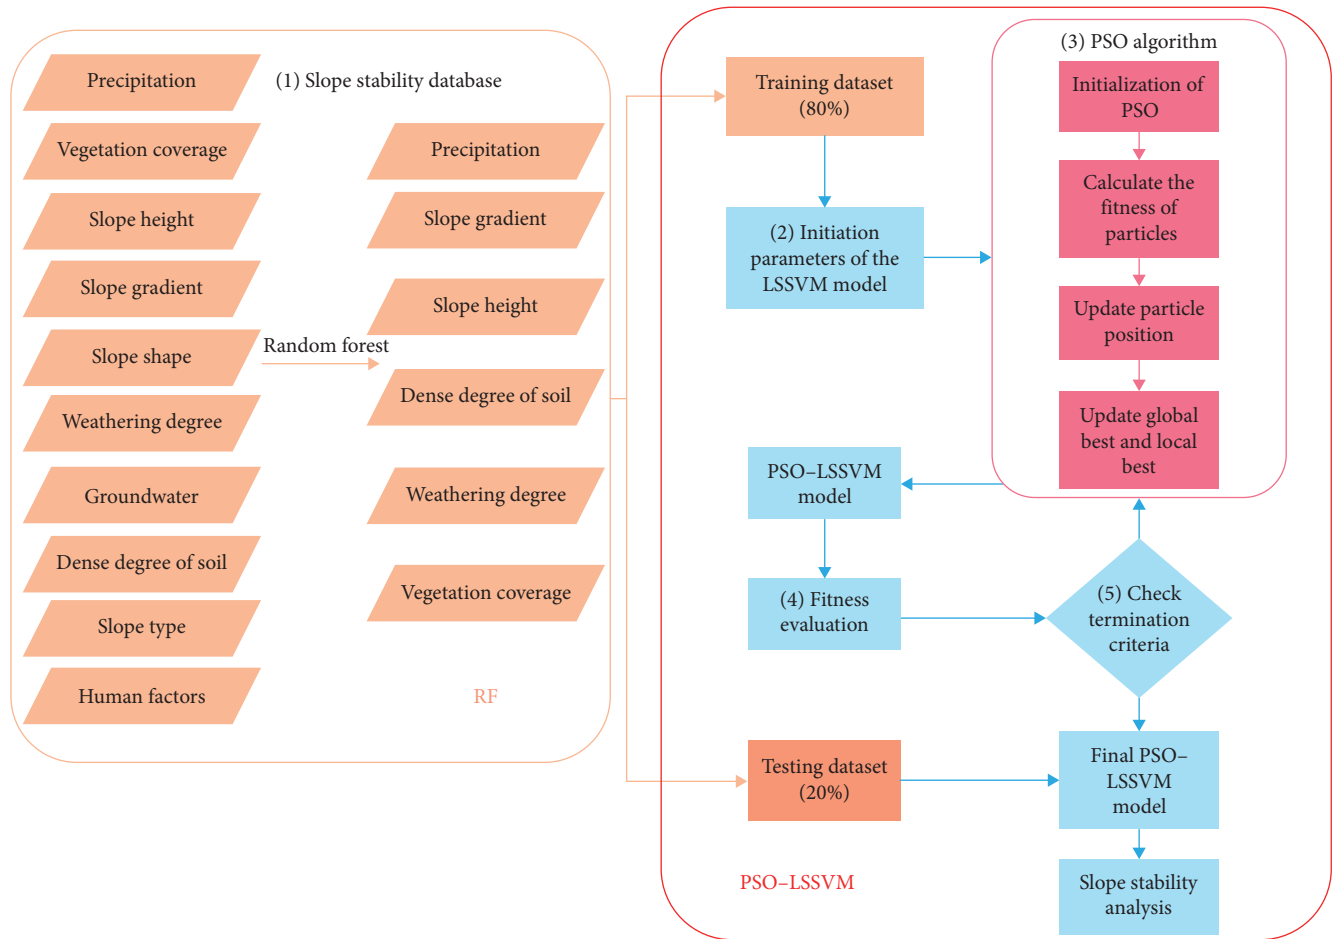 (1) Slope stability database
Precipitation
Vegetation coverage
Slope height
Slope gradient
Slope shape
Weathering degree
Groundwater
Dense degree of soil
Slope type
Human factors
Random forest
Precipitation
Slope gradient
Slope height
Dense degree of soil
Weathering degree
Vegetation coverage
RF
Training dataset
(80%)
(2) Initiation
parameters of the
LSSVM model
(3) PSO algorithm
Initialization of
PSO
Calculate the
fitness of
particles
Update particle
position
Update global
best and local
best
PSO–LSSVM
model
(4) Fitness
evaluation
(5) Check
termination
criteria
Testing dataset
(20%)
Final PSO–
LSSVM
model
Slope stability
analysis
PSO–LSSVM